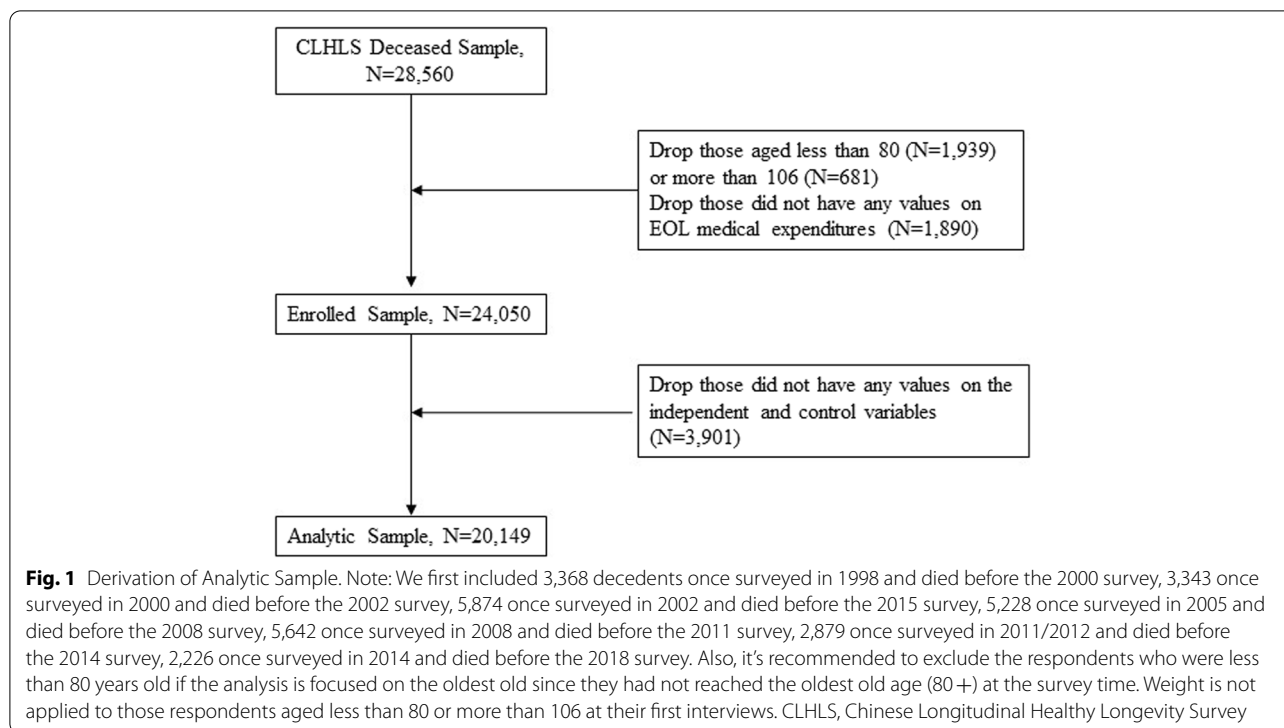 CLHLS Deceased Sample,
N=28,560
Drop those aged less than 80 (N=1,939)
or more than 106 (N=681)
Drop those did not have any values on
EOL medical expenditures (N=1,890)
Enrolled Sample, N=24,050
Drop those did not have any values on the
independent and control variables
(N=3,901)
Analytic Sample, N=20,149
Fig. 1 Derivation of Analytic Sample. Note: We first included 3,368 decedents once surveyed in 1998 and died before the 2000 survey, 3,343 once
surveyed in 2000 and died before the 2002 survey, 5,874 once surveyed in 2002 and died before the 2015 survey, 5,228 once surveyed in 2005 and
died before the 2008 survey, 5,642 once surveyed in 2008 and died before the 2011 survey, 2,879 once surveyed in 2011/2012 and died before
the 2014 survey, 2,226 once surveyed in 2014 and died before the 2018 survey. Also, it's recommended to exclude the respondents who were less
than 80 years old if the analysis is focused on the oldest old since they had not reached the oldest old age (80 +) at the survey time. Weight is not
applied to those respondents aged less than 80 or more than 106 at their first interviews. CLHLS, Chinese Longitudinal Healthy Longevity Survey